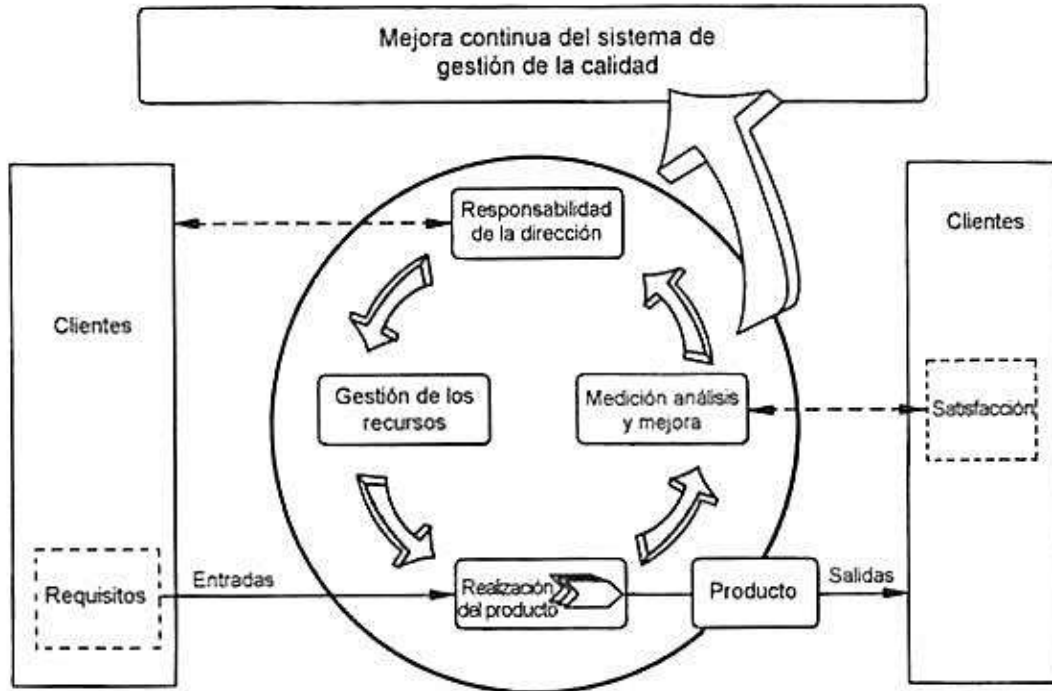 Mejora continua del sistema de
gestión de la calidad
Responsabilidad
de la dirección
Clientes
Clientes
Gestión de los
recursos
Medición análisis
y mejora
Satisfacción
Requisitos
Entradas
Realización
del producto
Producto
Salidas